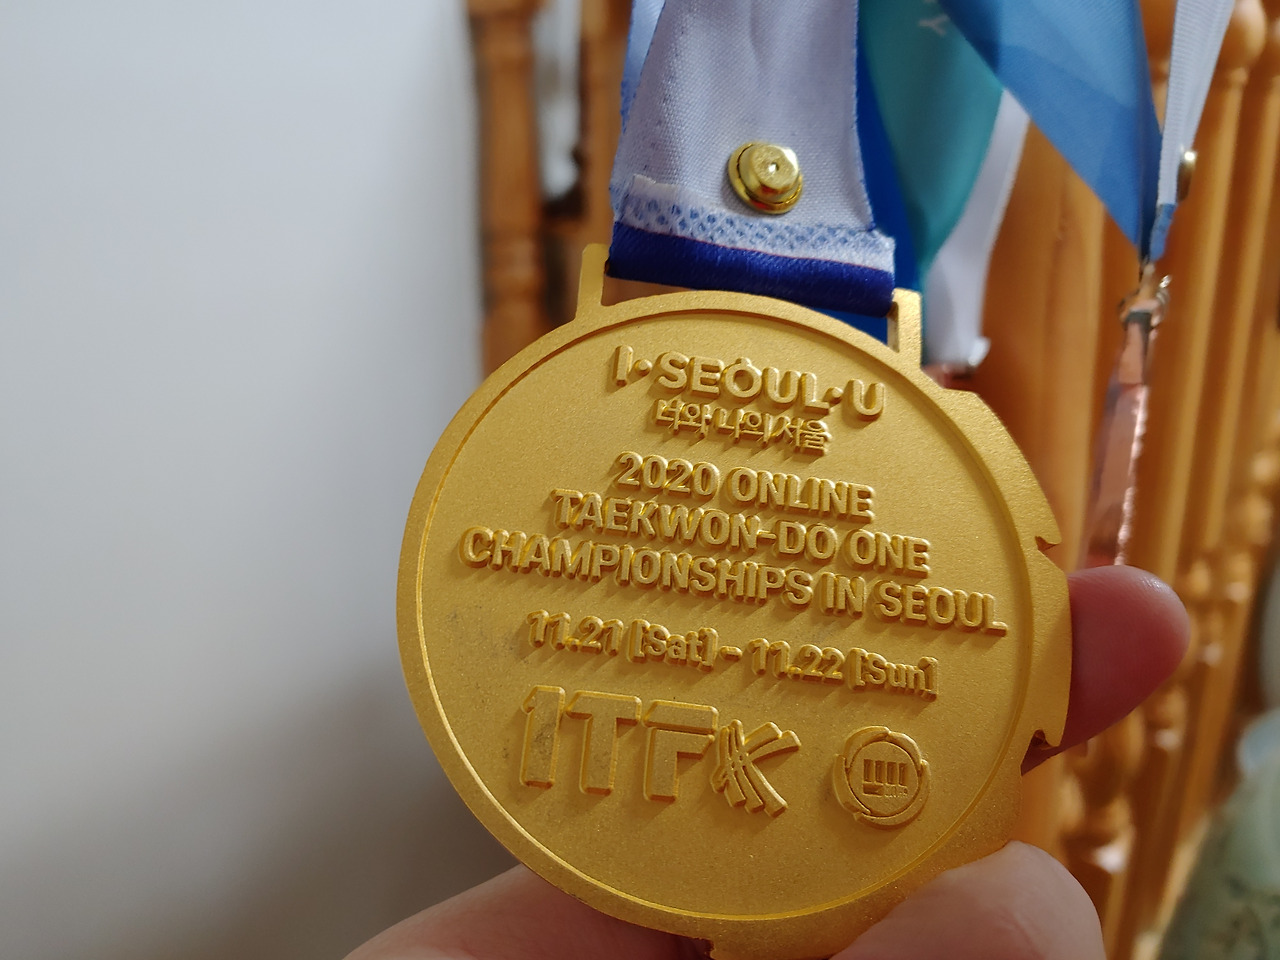 I·SEOUL·U
너와 나의 서울
2020 ONLINE
TAEKWON-DO ONE
CHAMPIONSHIPS IN SEOUL
11.21 [Sat] - 11.22 [Sun]
ITFK